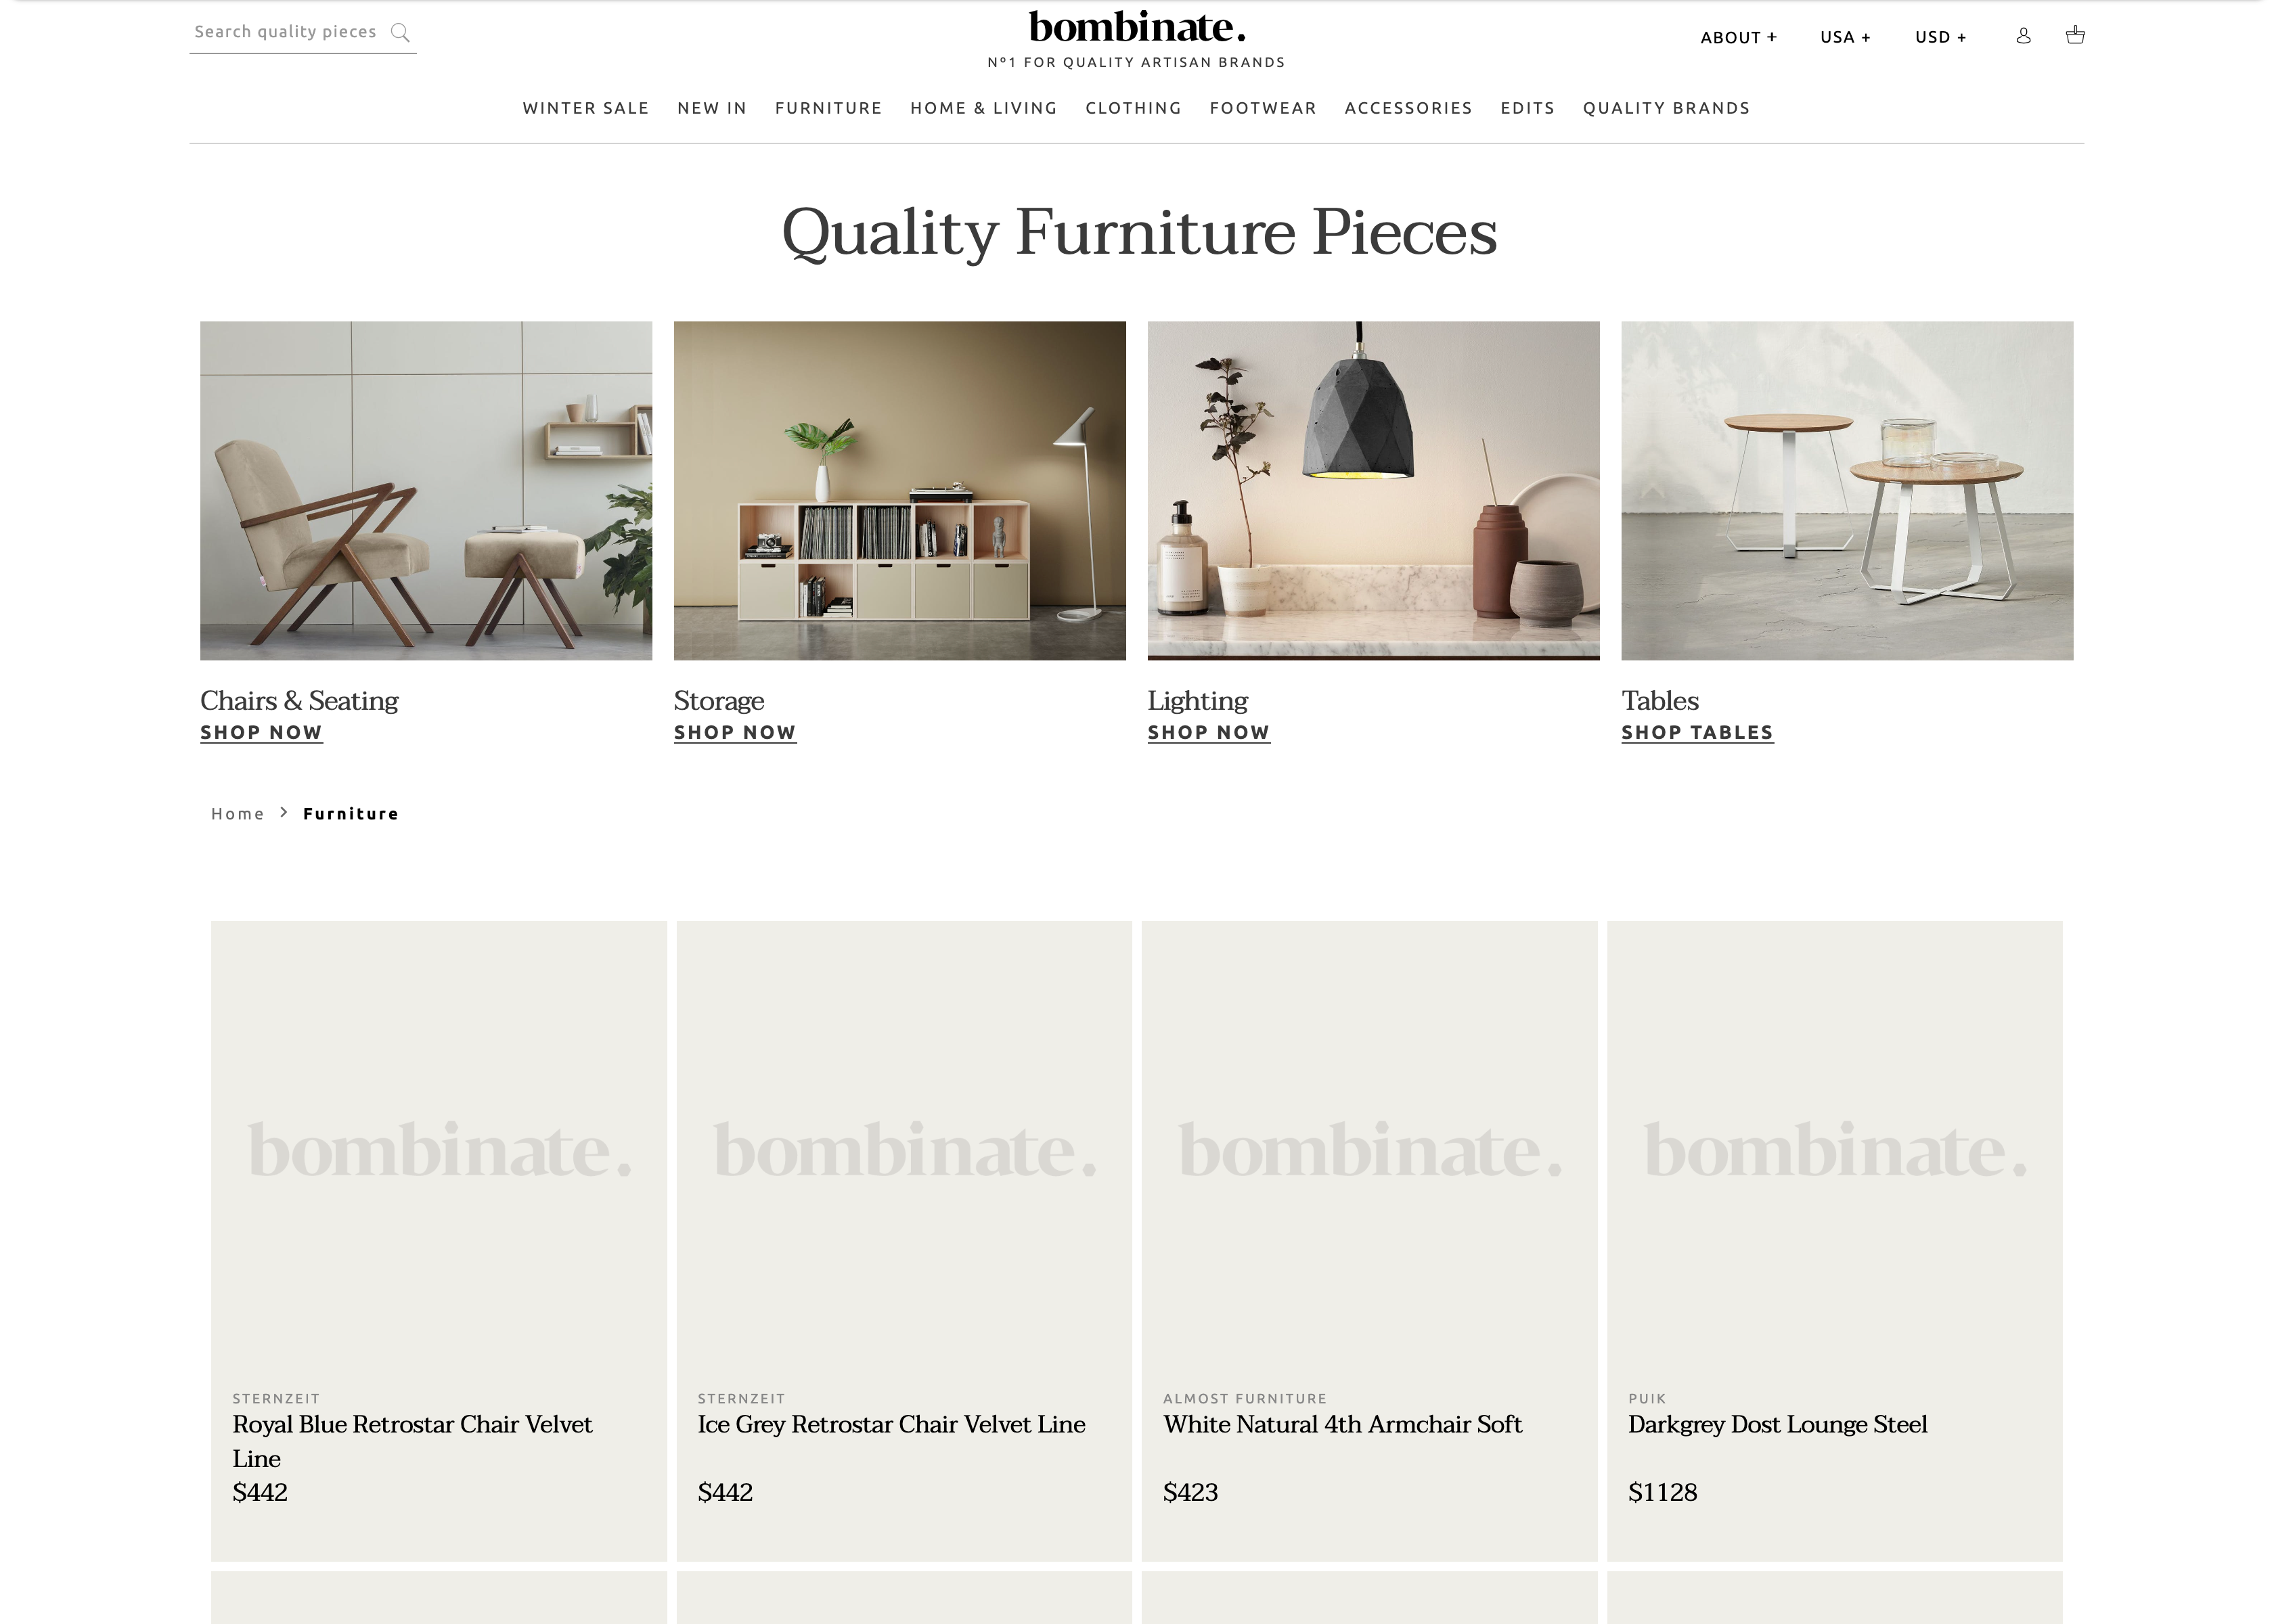 Search quality pieces
bombinate.
Nº1 FOR QUALITY ARTISAN BRANDS
ABOUT +
USA +
USD +
WINTER SALE NEW IN FURNITURE HOME & LIVING CLOTHING FOOTWEAR ACCESSORIES EDITS QUALITY BRANDS
Quality Furniture Pieces
Chairs & Seating
SHOP NOW
Storage
SHOP NOW
Lighting
SHOP NOW
Tables
SHOP TABLES
Home > Furniture
bombinate.
STERNZEIT
Royal Blue Retrostar Chair Velvet
Line
$442
bombinate.
STERNZEIT
Ice Grey Retrostar Chair Velvet Line
$442
bombinate.
ALMOST FURNITURE
White Natural 4th Armchair Soft
$423
bombinate.
PUIK
Darkgrey Dost Lounge Steel
$1128